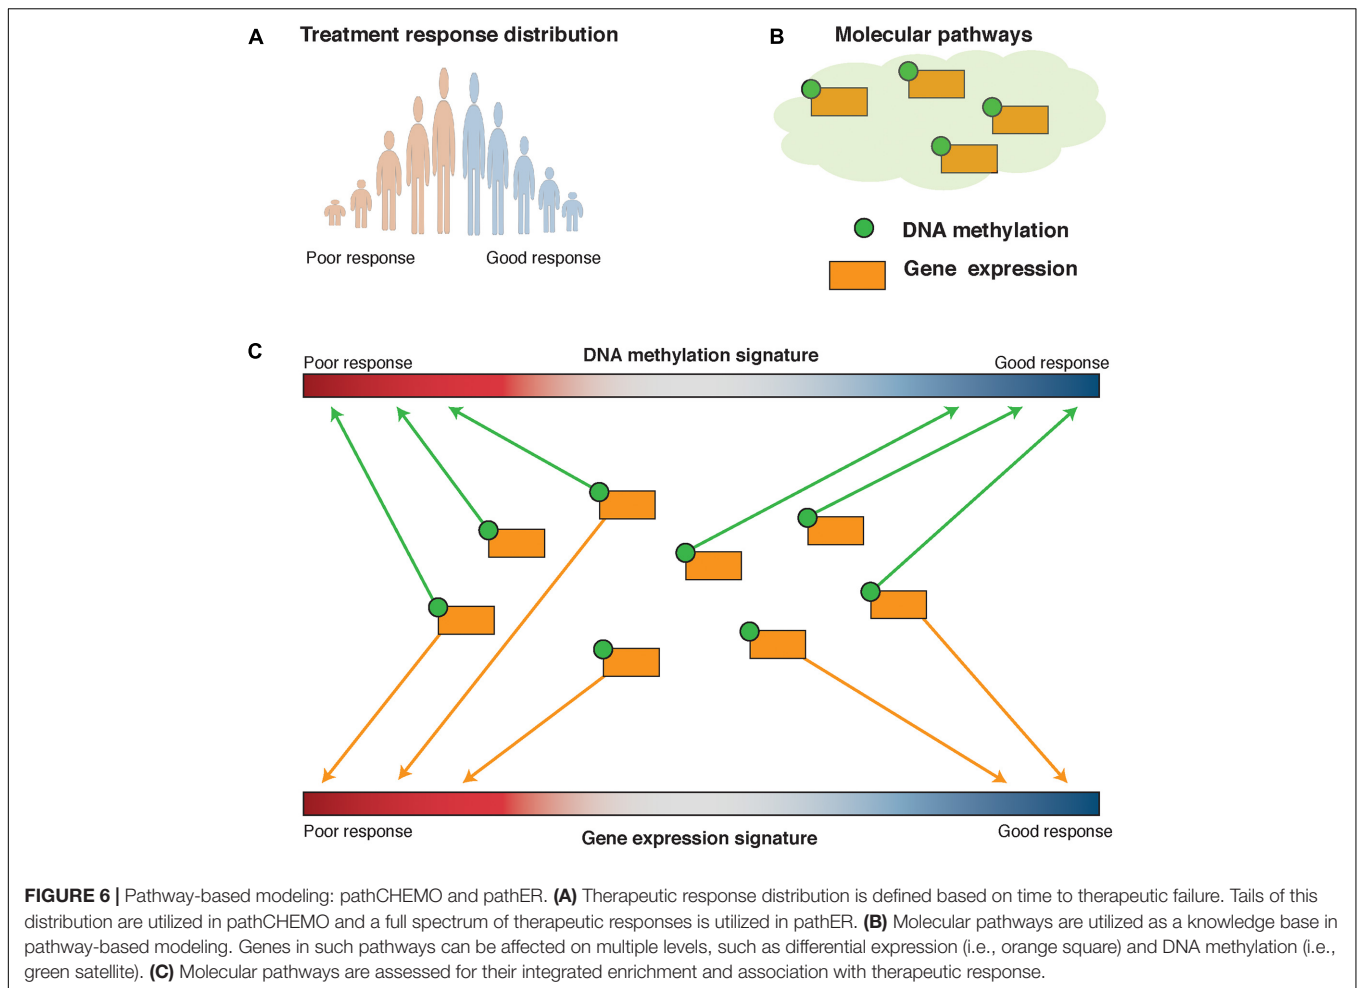 A Treatment response distribution
Poor response Good response
B Molecular pathways
DNA methylation
Gene expression
C
Poor response DNA methylation signature Good response
Poor response Gene expression signature Good response
FIGURE 6 | Pathway-based modeling: pathCHEMO and pathER. (A) Therapeutic response distribution is defined based on time to therapeutic failure. Tails of this
distribution are utilized in pathCHEMO and a full spectrum of therapeutic responses is utilized in pathER. (B) Molecular pathways are utilized as a knowledge base in
pathway-based modeling. Genes in such pathways can be affected on multiple levels, such as differential expression (i.e., orange square) and DNA methylation (i.e.,
green satellite). (C) Molecular pathways are assessed for their integrated enrichment and association with therapeutic response.